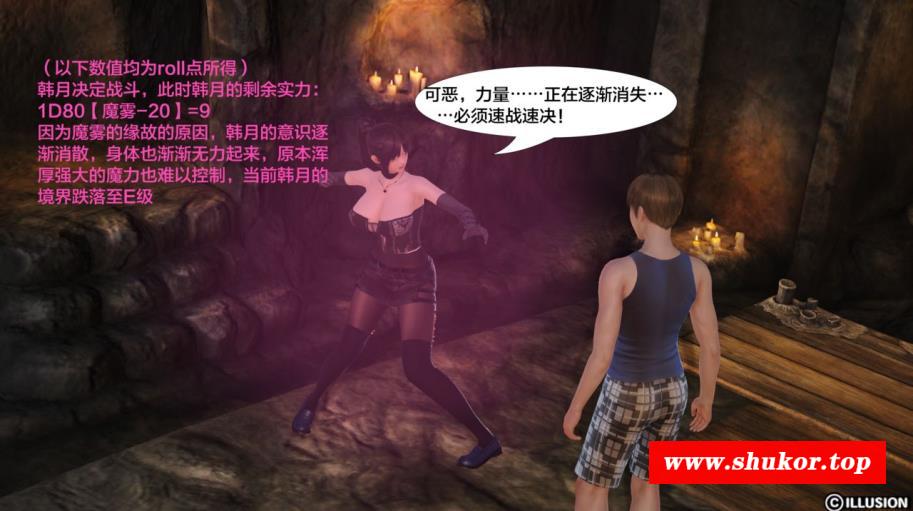 （以下数值均为roll点所得）
韩月决定战斗，此时韩月的剩余实力：
1D80【魔雾-20】=9
因为魔雾的缘故的原因，韩月的意识逐
渐消散，身体也渐渐无力起来，原本浑
厚强大的魔力也难以控制，当前韩月的
境界跌落至E级
可恶，力量……正在逐渐消失…
…必须速战速决！
www.shukor.top
©ILLUSION